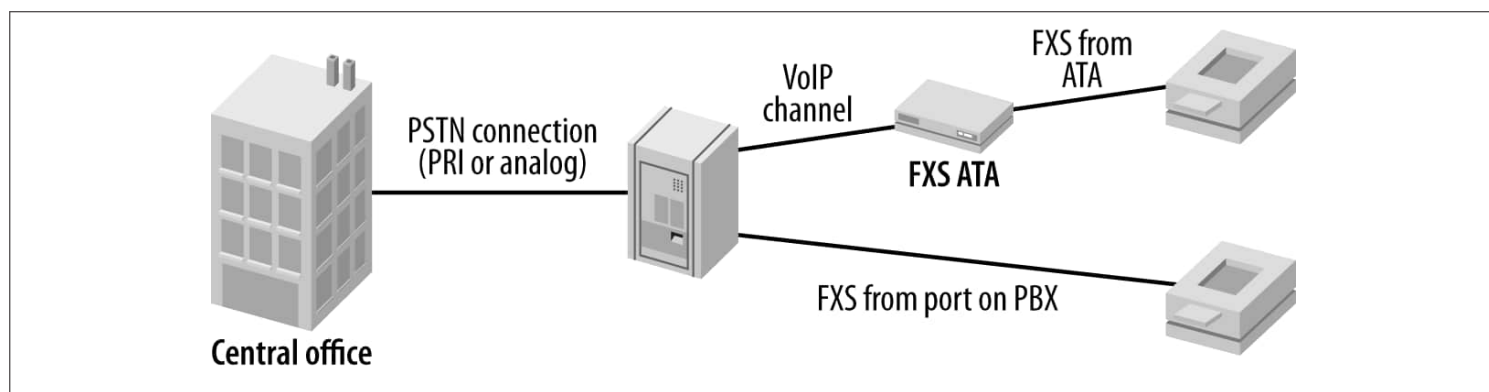 PSTN connection
(PRI or analog)
VoIP
channel
FXS from
ATA
FXS ATA
FXS from port on PBX
Central office